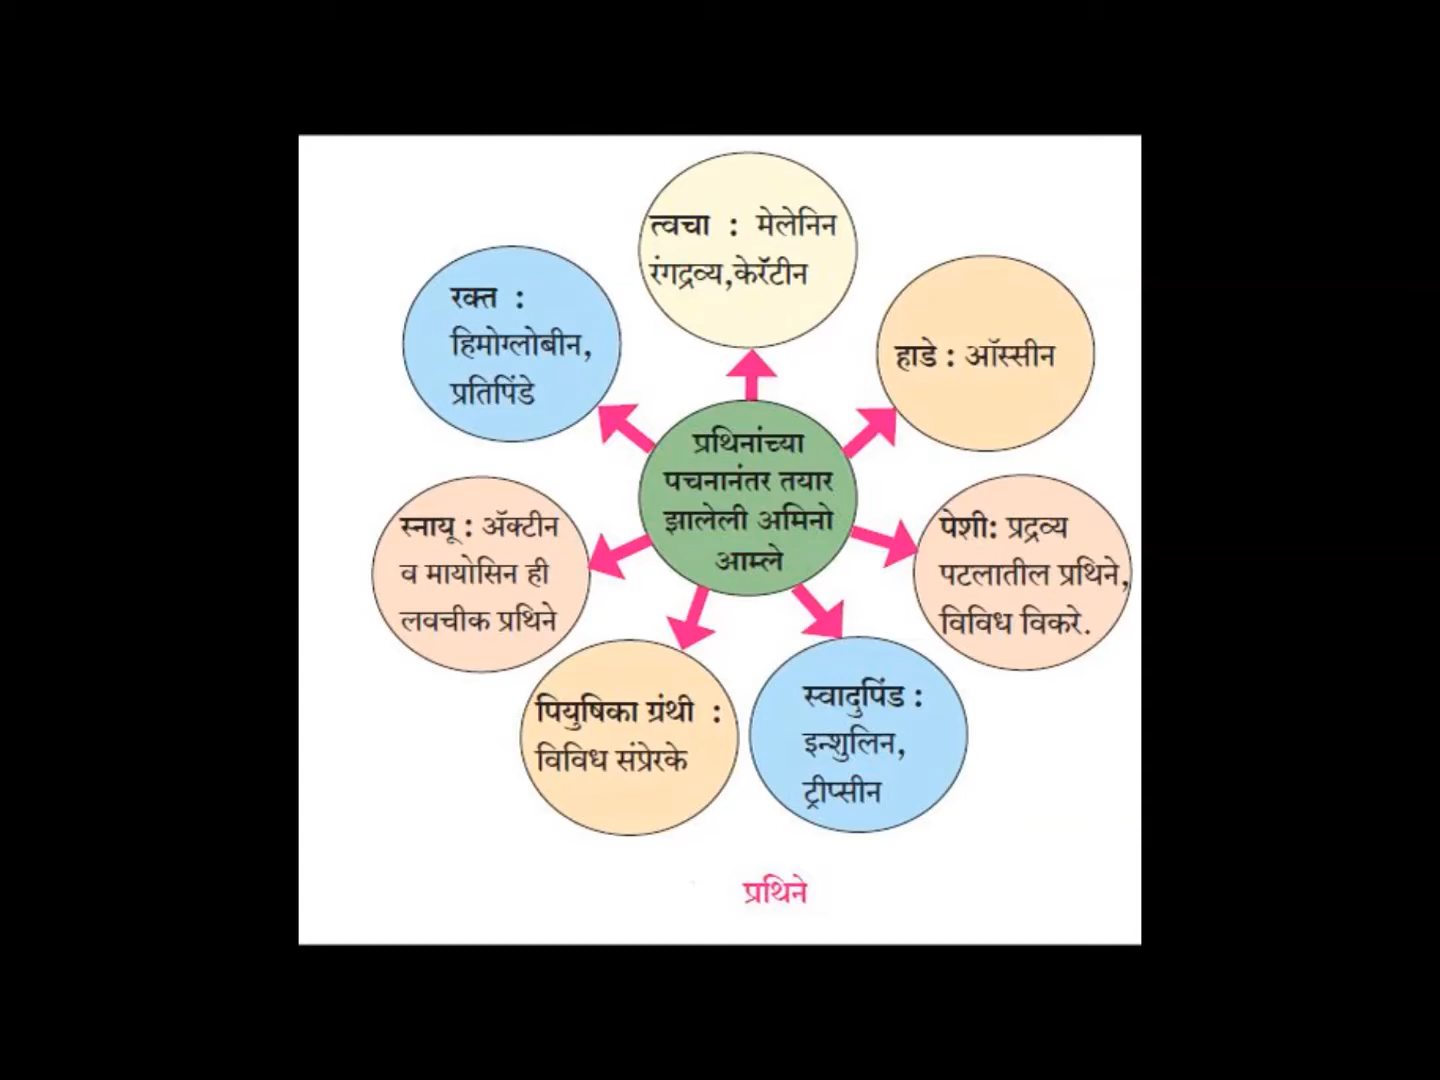 त्वचा : मेलेनिन
रंगद्रव्य,केरॅटीन
रक्त :
हिमोग्लोबीन,
प्रतिपिंडे
हाडे : ऑस्सीन
प्रथिनांच्या
पचनानंतर तयार
झालेली अमिनो
आम्ले
स्नायू : ॲक्टीन
व मायोसिन ही
लवचीक प्रथिने
पेशी: प्रद्रव्य
पटलातील प्रथिने,
विविध विकरे.
पियुषिका ग्रंथी :
विविध संप्रेरके
स्वादुपिंड :
इन्शुलिन,
ट्रीप्सीन
प्रथिने